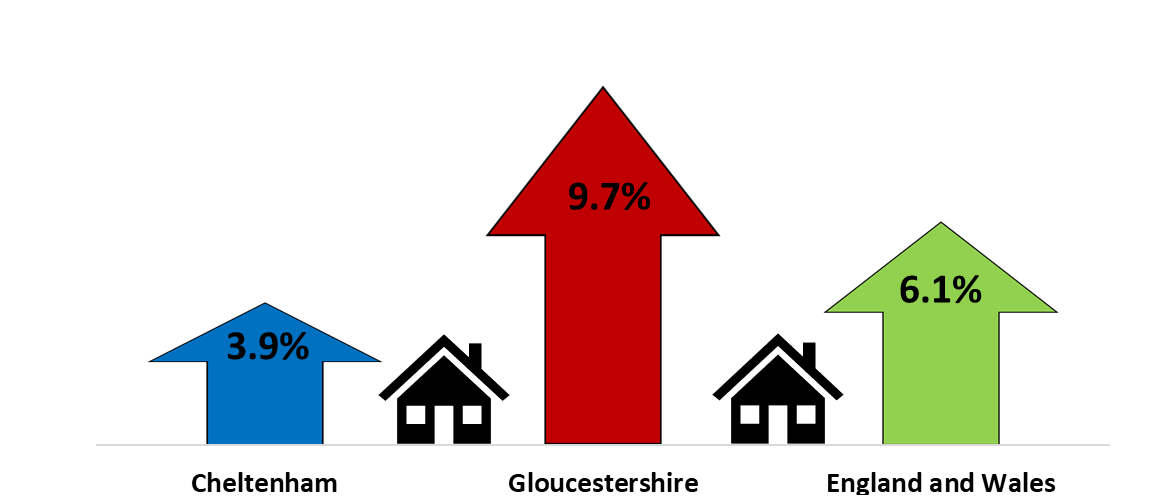 9.7%
6.1%
3.9%
Cheltenham
Gloucestershire
England and Wales